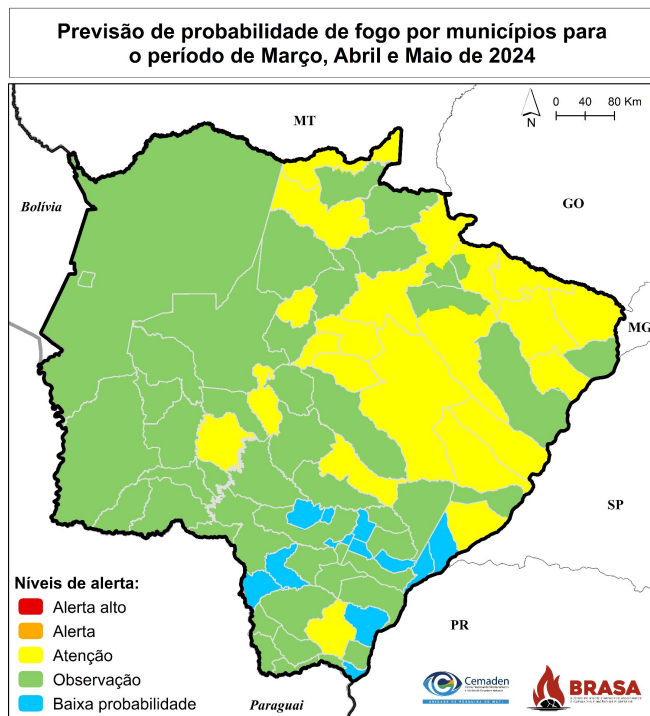 Previsão de probabilidade de fogo por municípios para
o período de Março, Abril e Maio de 2024
MT
N
0 40 80 Km
Bolívia
GO
MG
SP
PR
Paraguai
Níveis de alerta:
Alerta alto
Alerta
Atenção
Observação
Baixa probabilidade
Cemaden
BRASA